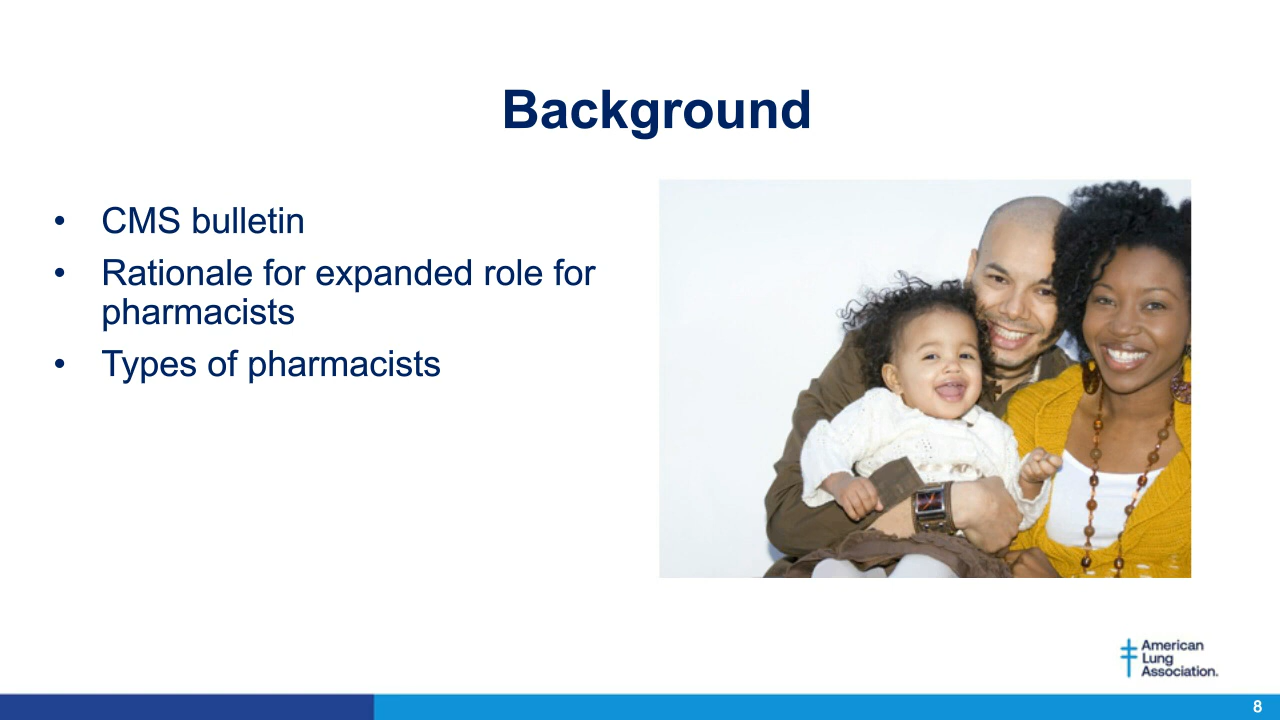 Background
• CMS bulletin
• Rationale for expanded role for
pharmacists
• Types of pharmacists
American
Lung
Association.
8